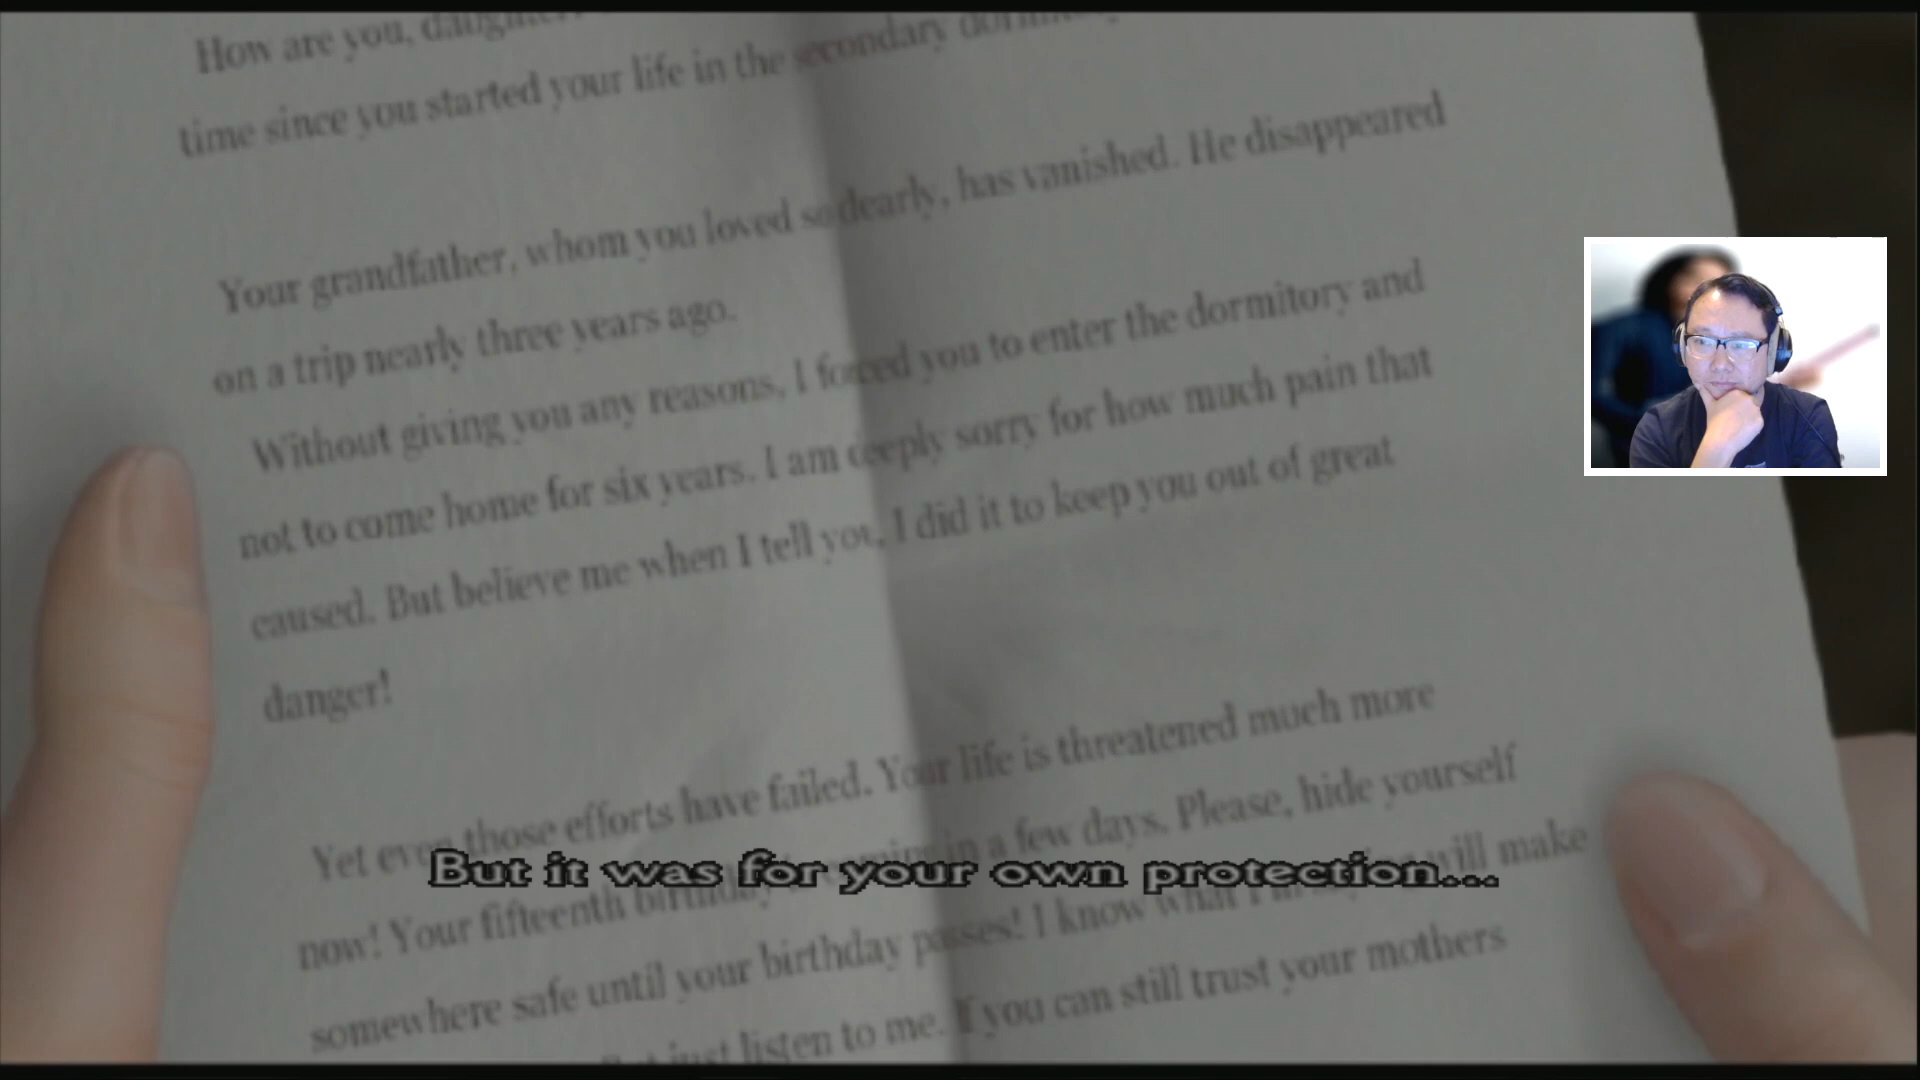 How are you, daughter
time since you started your life in the secondary dormitory
Your grandfather, whom you loved so dearly, has vanished. He disappeared
on a trip nearly three years ago.
Without giving you any reasons, I forced you to enter the dormitory and
not to come home for six years. I am deeply sorry for how much pain that
caused. But believe me when I tell you, I did it to keep you out of great
danger!
Yet even those efforts have failed. Your life is threatened much more
now! Your fifteenth birthday in a few days. Please, hide yourself
But it was for your own protection...
somewhere safe until your birthday passes! I know what will make
just listen to me. If you can still trust your mothers